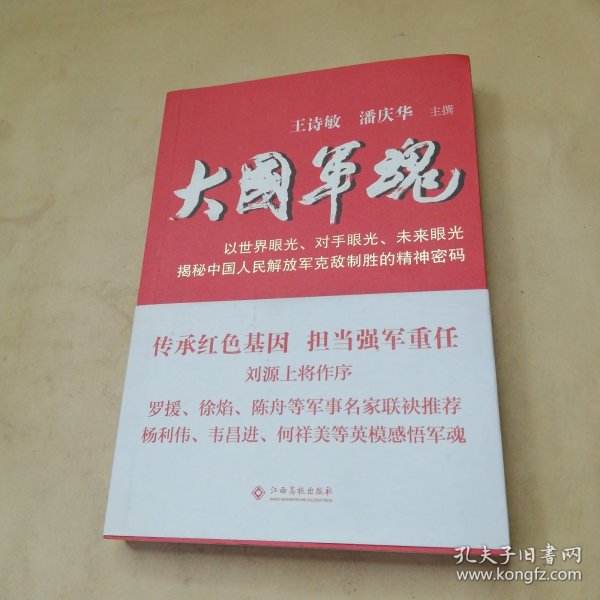 王诗敏 潘庆华 主撰
大國军魂
以世界眼光、对手眼光、未来眼光
揭秘中国人民解放军克敌制胜的精神密码
传承红色基因 担当强军重任
刘源上将作序
罗援、徐焰、陈舟等军事名家联袂推荐
杨利伟、韦昌进、何祥美等英模感悟军魂
江西高校出版社
孔夫子旧书网
www.kongfz.com